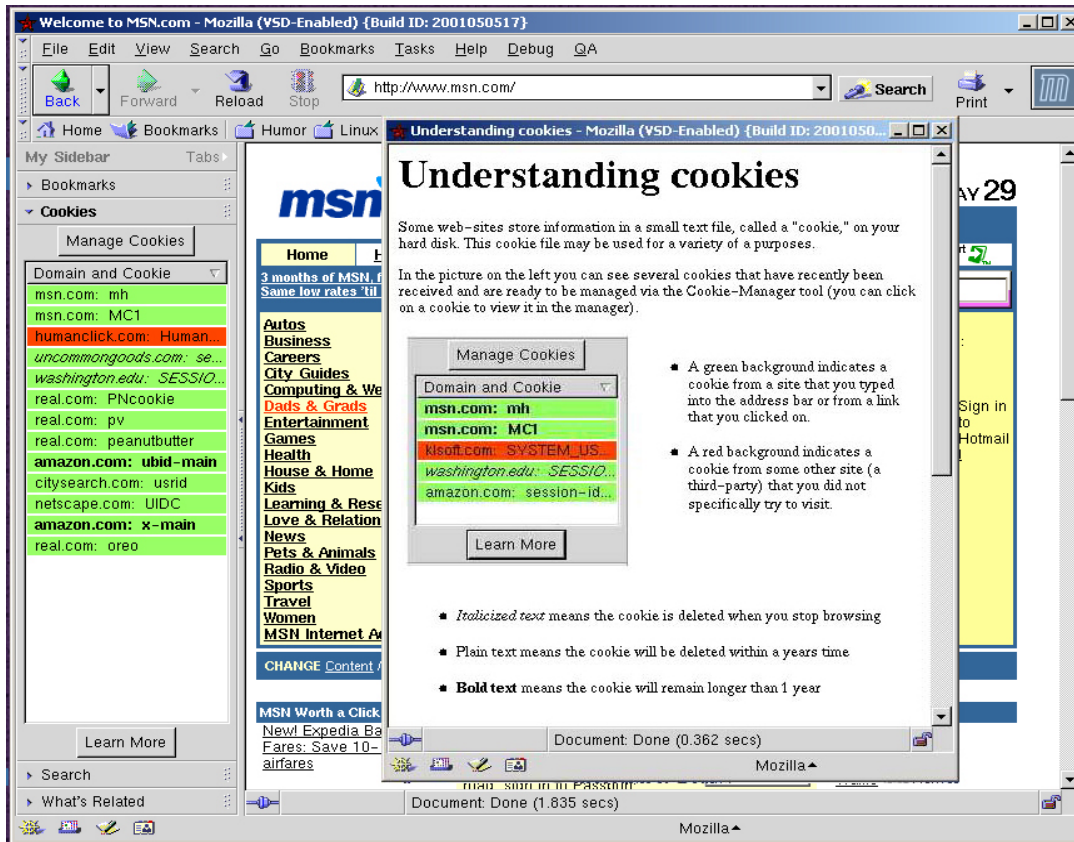 Welcome to MSN.com - Mozilla (VSD-Enabled) {Build ID: 2001050517}
File Edit View Search Go Bookmarks Tasks Help Debug QA
Back Forward Reload Stop http://www.msn.com/ Search Print
Home Bookmarks Humor Linux
My Sidebar Tabs
Bookmarks
Cookies
Manage Cookies
Domain and Cookie
msn.com: mh
msn.com: MC1
humanclick.com: Human...
uncommongoods.com: se...
washington.edu: SESSIO...
real.com: PNcookie
real.com: pv
real.com: peanutbutter
amazon.com: ubid-main
citysearch.com: usrid
netscape.com: UIDC
amazon.com: x-main
real.com: oreo
Learn More
Search
What's Related
msn
AY 29
Home
3 months of MSN, f
Same low rates 'til
Autos
Business
Careers
City Guides
Computing & We
Dads & Grads
Entertainment
Games
Health
House & Home
Kids
Learning & Rese
Love & Relation
News
Pets & Animals
Radio & Video
Sports
Travel
Women
MSN Internet A
CHANGE Content /
MSN Worth a Click
New! Expedia Ba
Fares: Save 10-
airfares
Sign in
to
Hotmail
Understanding cookies - Mozilla (VSD-Enabled) {Build ID: 2001050...
Understanding cookies
Some web-sites store information in a small text file, called a "cookie," on your
hard disk. This cookie file may be used for a variety of a purposes.
In the picture on the left you can see several cookies that have recently been
received and are ready to be managed via the Cookie-Manager tool (you can click
on a cookie to view it in the manager).
Manage Cookies
Domain and Cookie
msn.com: mh
msn.com: MC1
klsoft.com: SYSTEM_US...
washington.edu: SESSIO...
amazon.com: session-id...
Learn More
A green background indicates a
cookie from a site that you typed
into the address bar or from a link
that you clicked on.
A red background indicates a
cookie from some other site (a
third-party) that you did not
specifically try to visit.
Italicized text means the cookie is deleted when you stop browsing
Plain text means the cookie will be deleted within a years time
Bold text means the cookie will remain longer than 1 year
Document: Done (0.362 secs)
Mozilla
Document: Done (1.835 secs)
Mozilla